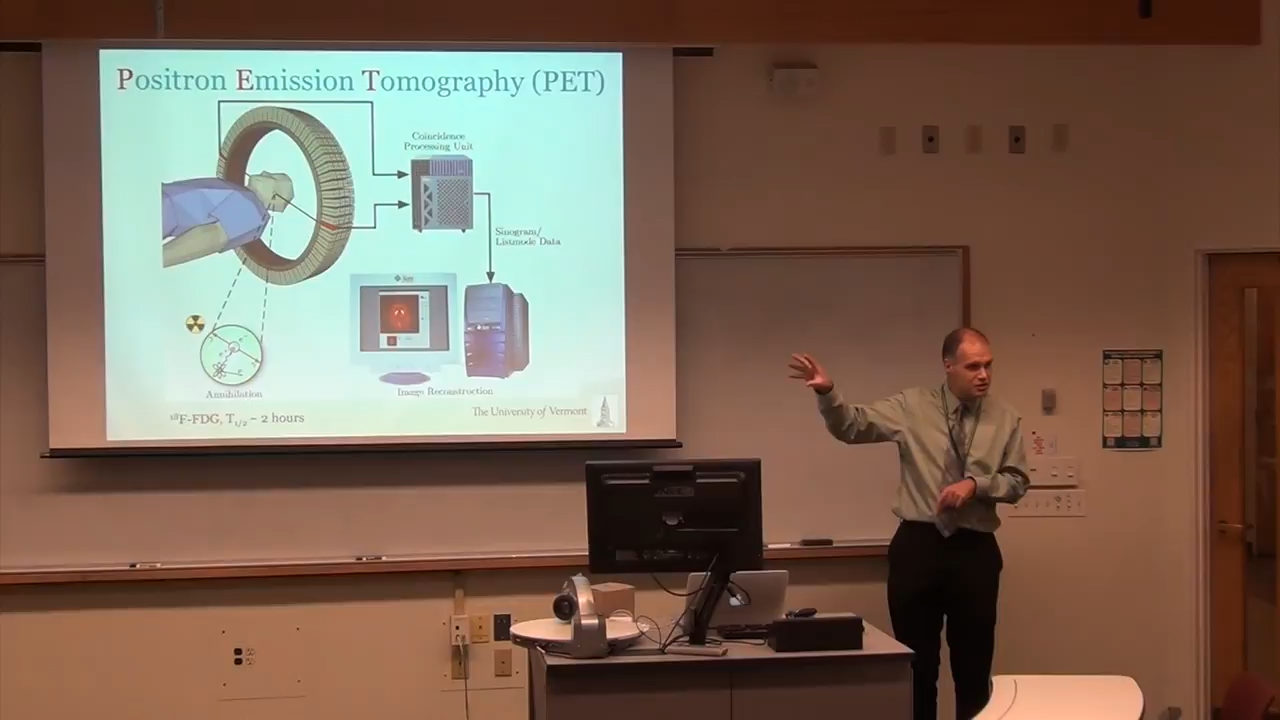 Positron Emission Tomography (PET)
Coincidence
Processing Unit
Sinogram/
Listmode Data
Annihilation
Image Reconstruction
¹⁸F-FDG, T₁/₂ ~ 2 hours
The University of Vermont